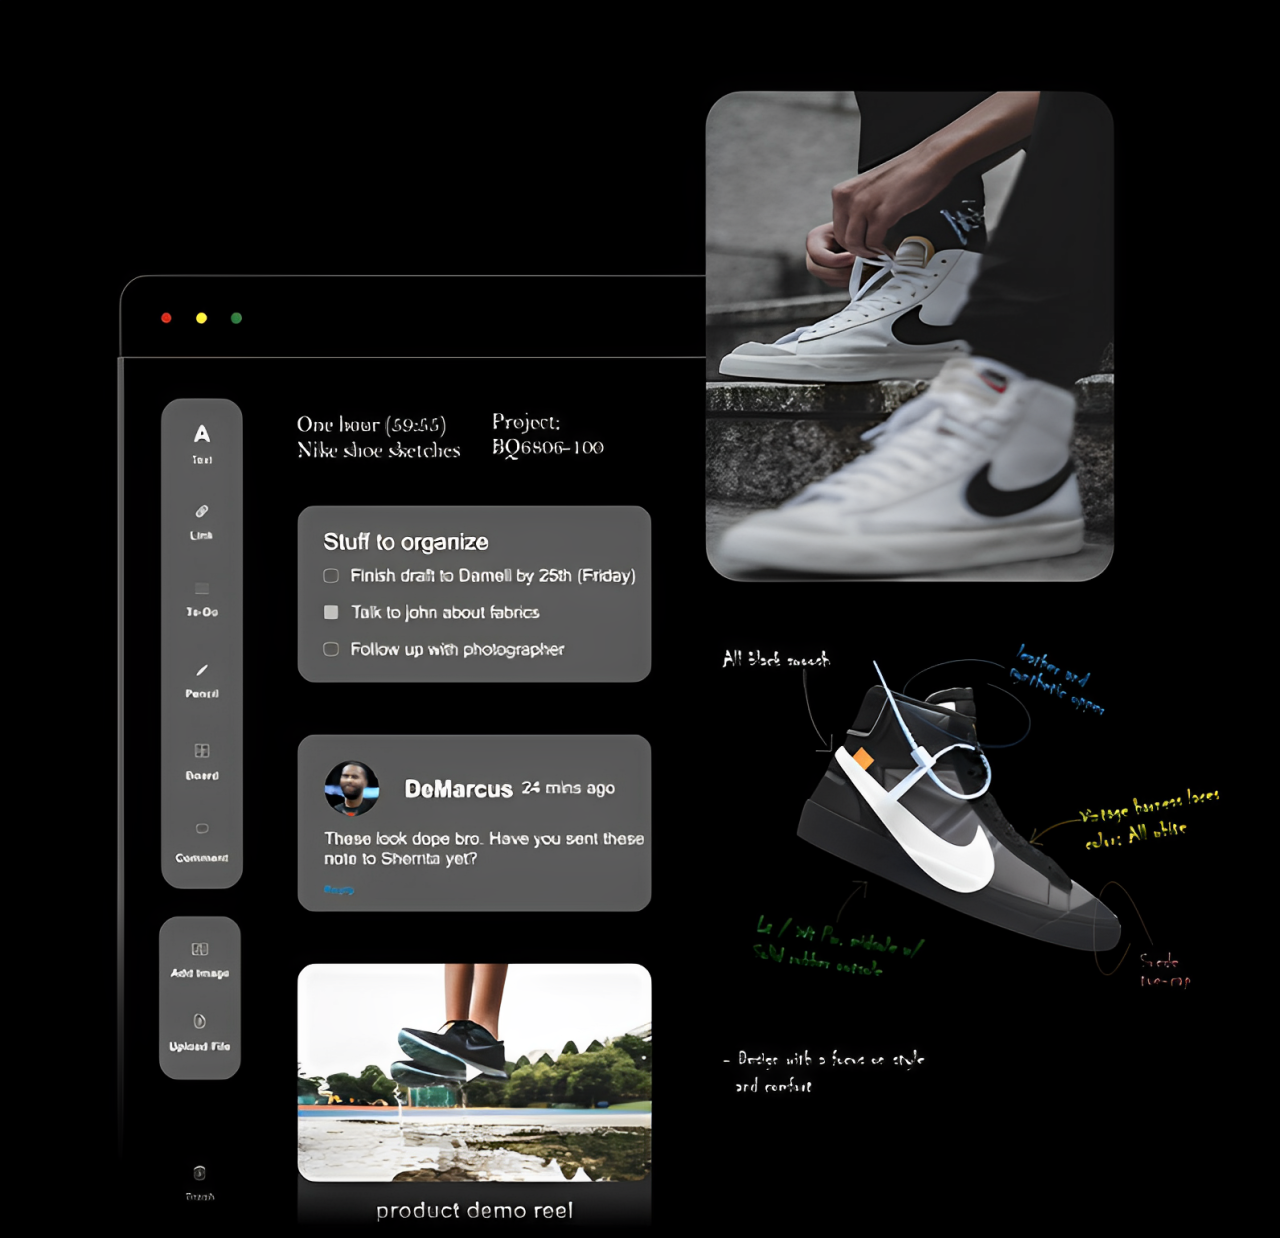 One hour (59:55)
Nike shoe sketches
Project:
BQ6806-100
Text
Link
To-Do
Pencil
Board
Comment
Add Image
Upload File
Trash
Stuff to organize
Finish draft to Darnell by 25th (Friday)
Talk to john about fabrics
Follow up with photographer
DeMarcus 24 mins ago
These look dope bro. Have you sent these
note to Sherrita yet?
Reply
product demo reel
All Black swoosh
leather and
synthetic upper
vintage harness laces
color: All white
midsole w/
Solid rubber outsole
Suede
toe-cap
- Design with a focus on style
and comfort